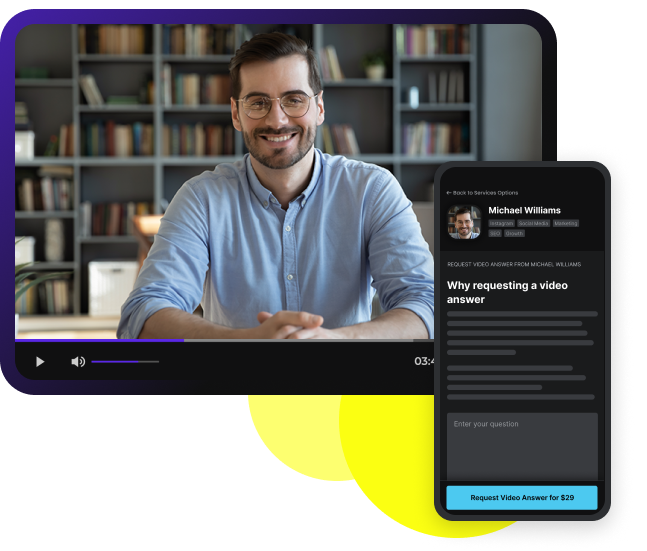 03:4
← Back to Services Options
Michael Williams
Instagram Social Media Marketing
SEO Growth
REQUEST VIDEO ANSWER FROM MICHAEL WILLIAMS
Why requesting a video
answer
Enter your question
Request Video Answer for $29